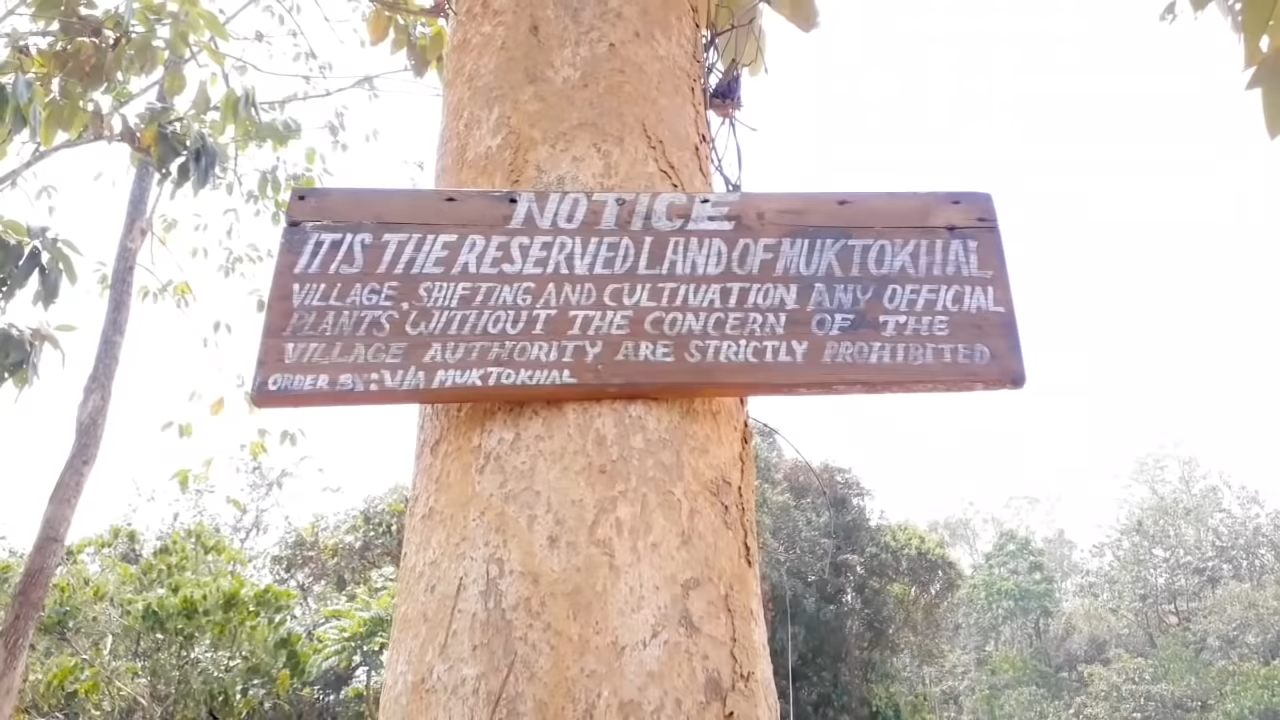 NOTICE
IT IS THE RESERVED LAND OF MUKTOKHAL
VILLAGE, SHIFTING AND CULTIVATION ANY OFFICIAL
PLANTS WITHOUT THE CONCERN OF THE
VILLAGE AUTHORITY ARE STRICTLY PROHIBITED
ORDER BY: V/A MUKTOKHAL